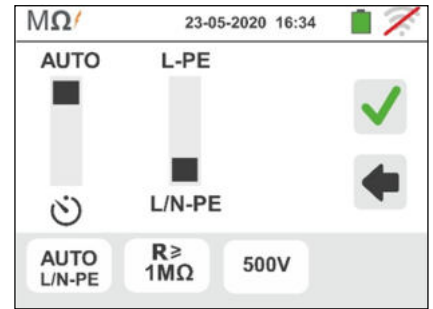 MΩ 23-05-2020 16:34
AUTO L-PE
L/N-PE
AUTO R≥ 500V
L/N-PE 1MΩ